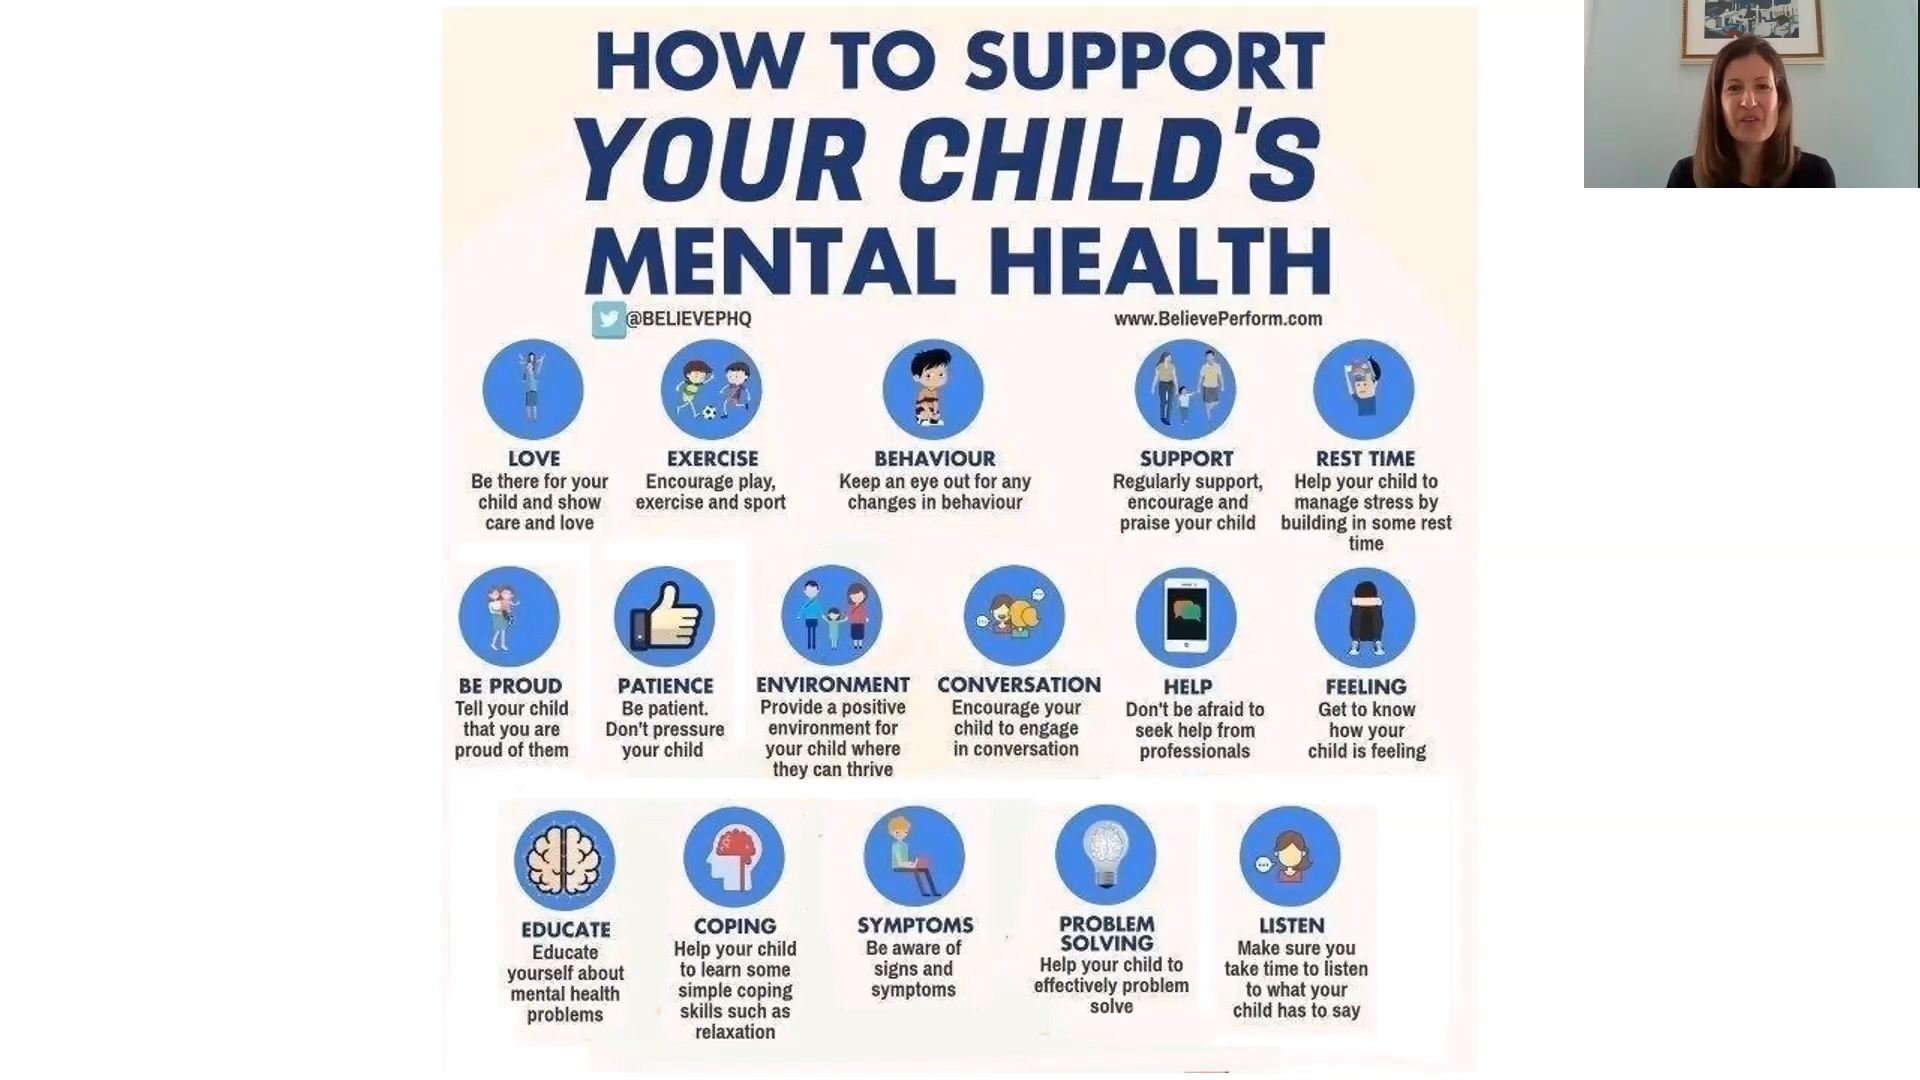 HOW TO SUPPORT
YOUR CHILD'S
MENTAL HEALTH
@BELIEVEPHQ
www.BelievePerform.com
LOVE
Be there for your
child and show
care and love
EXERCISE
Encourage play,
exercise and sport
BEHAVIOUR
Keep an eye out for any
changes in behaviour
SUPPORT
Regularly support,
encourage and
praise your child
REST TIME
Help your child to
manage stress by
building in some rest
time
BE PROUD
Tell your child
that you are
proud of them
PATIENCE
Be patient.
Don't pressure
your child
ENVIRONMENT
Provide a positive
environment for
your child where
they can thrive
CONVERSATION
Encourage your
child to engage
in conversation
HELP
Don't be afraid to
seek help from
professionals
FEELING
Get to know
how your
child is feeling
EDUCATE
Educate
yourself about
mental health
problems
COPING
Help your child
to learn some
simple coping
skills such as
relaxation
SYMPTOMS
Be aware of
signs and
symptoms
PROBLEM
SOLVING
Help your child to
effectively problem
solve
LISTEN
Make sure you
take time to listen
to what your
child has to say